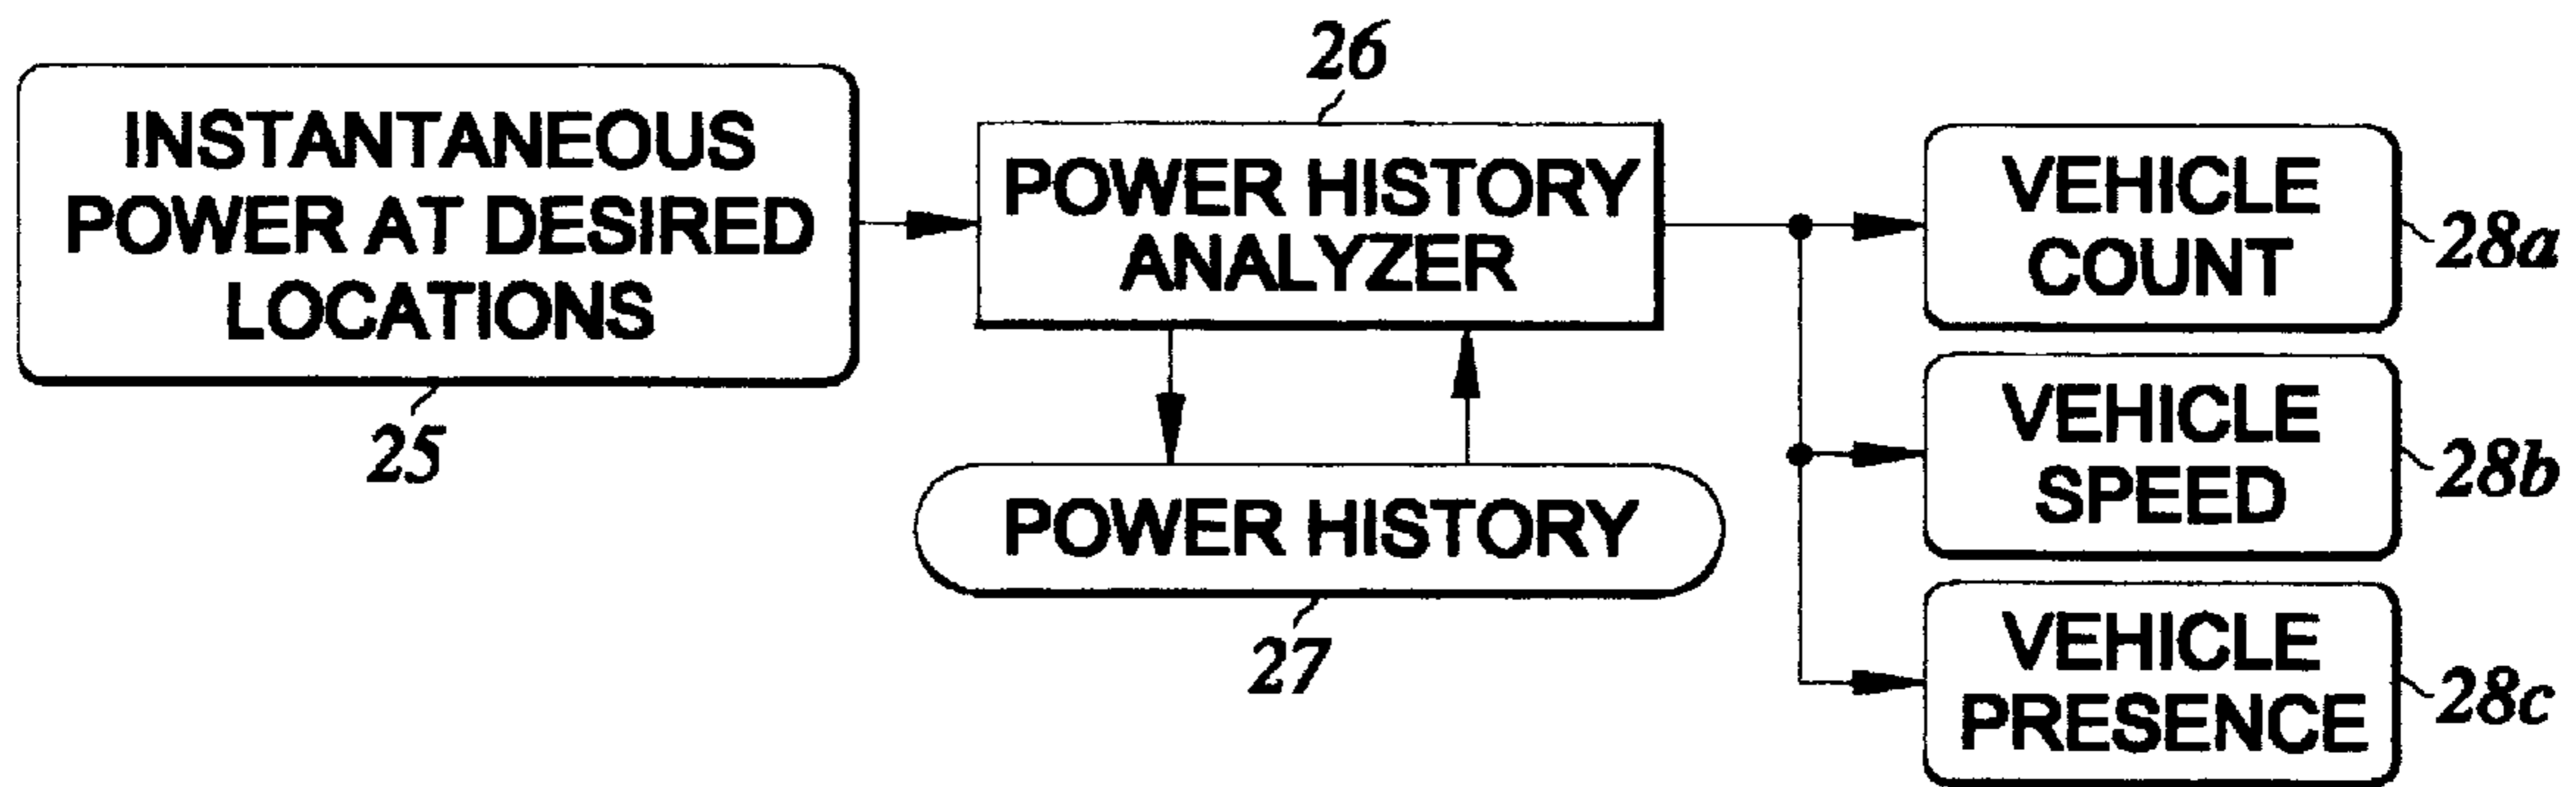 INSTANTANEOUS
POWER AT DESIRED
LOCATIONS
25
26
POWER HISTORY
ANALYZER
POWER HISTORY
27
VEHICLE
COUNT
28a
VEHICLE
SPEED
28b
VEHICLE
PRESENCE
28c